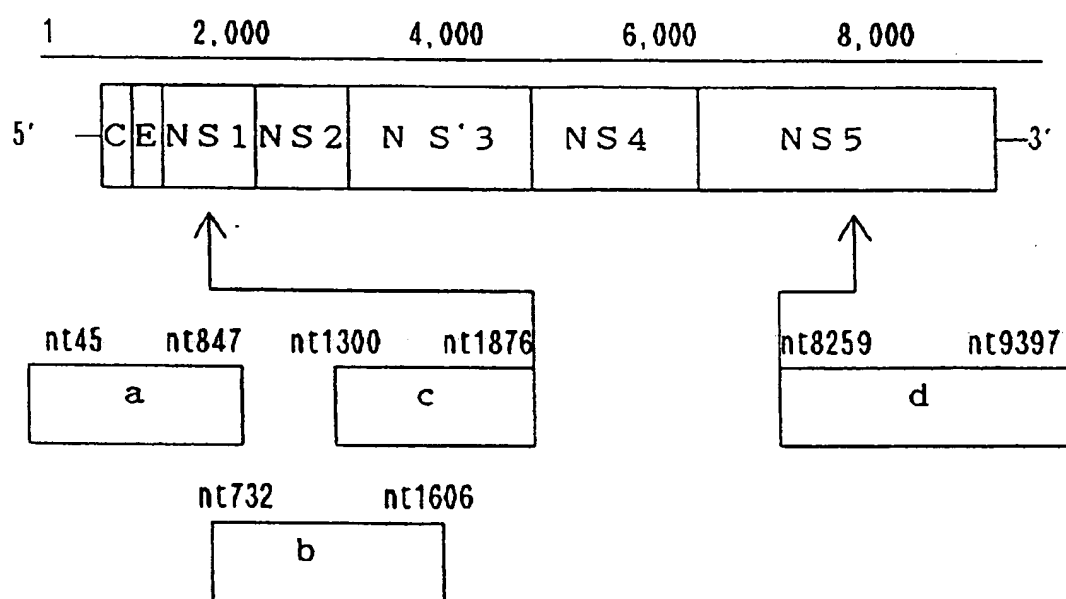 1 2,000 4,000 6,000 8,000
5′ C E NS1 NS2 N S'3 NS4 NS5 3′
nt45 nt847 nt1300 nt1876 nt8259 nt9397
a c d
nt732 nt1606
b